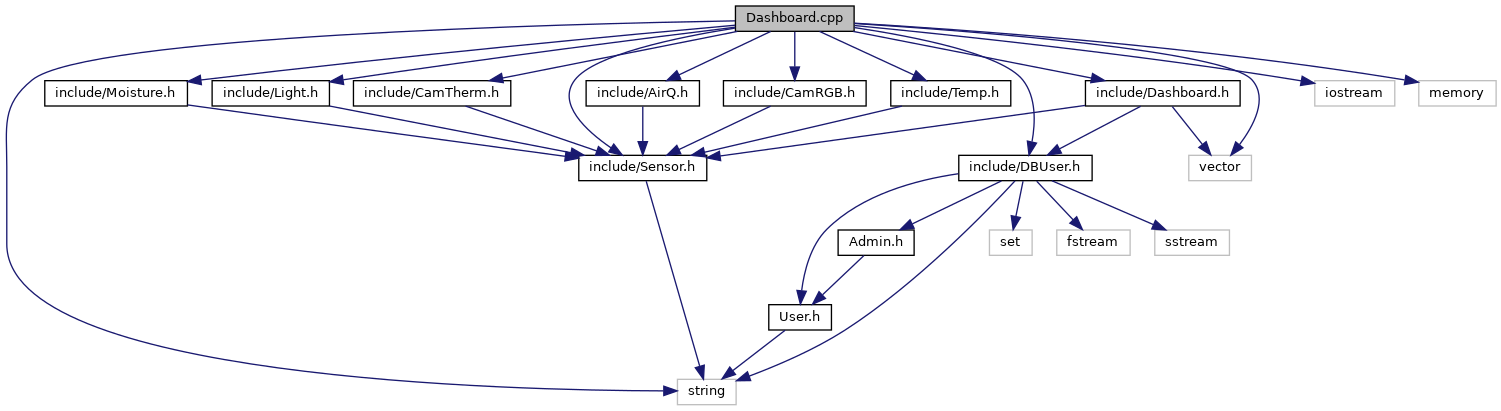 Dashboard.cpp
include/Moisture.h
include/Light.h
include/CamTherm.h
include/AirQ.h
include/CamRGB.h
include/Temp.h
include/Dashboard.h
iostream
memory
include/Sensor.h
include/DBUser.h
vector
Admin.h
set
fstream
sstream
User.h
string